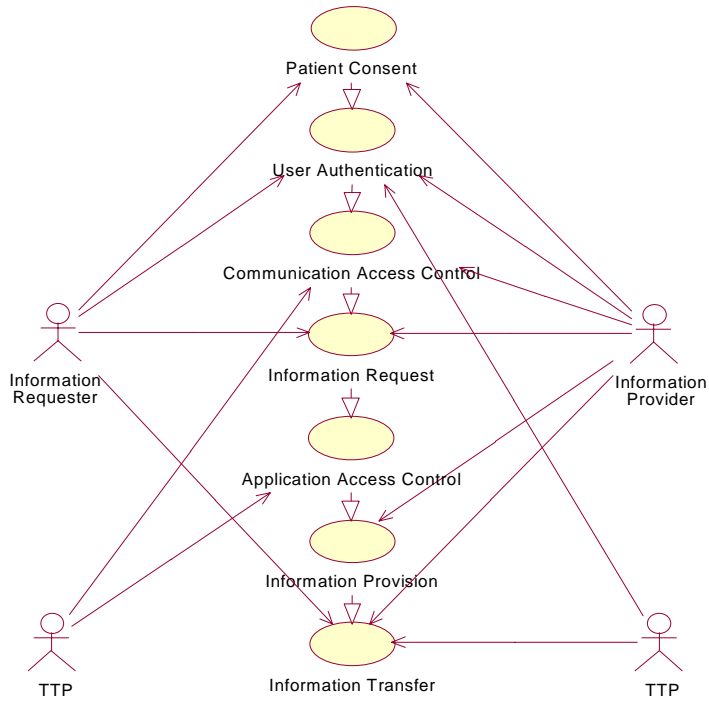 Patient Consent
User Authentication
Communication Access Control
Information
Requester
Information Request
Information
Provider
Application Access Control
Information Provision
TTP
Information Transfer
TTP